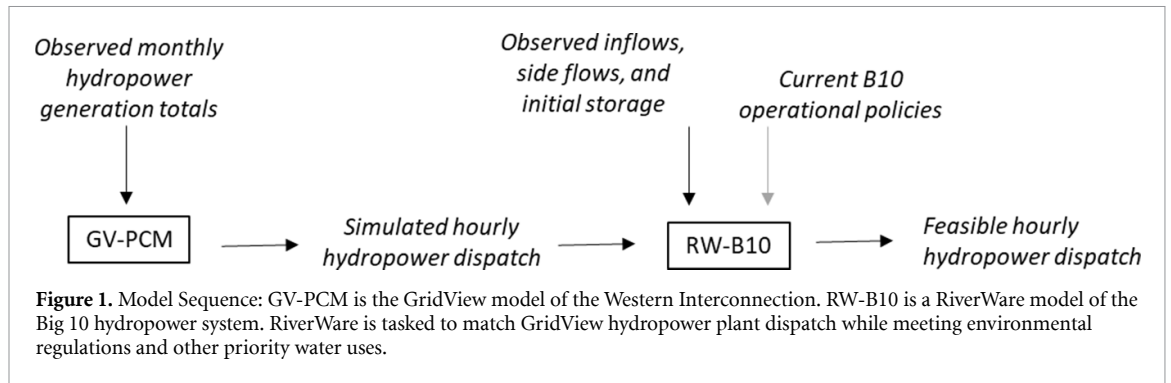 Observed monthly
hydropower
generation totals
Observed inflows,
side flows, and
initial storage
Current B10
operational policies
GV-PCM
Simulated hourly
hydropower dispatch
RW-B10
Feasible hourly
hydropower dispatch
Figure 1. Model Sequence: GV-PCM is the GridView model of the Western Interconnection. RW-B10 is a RiverWare model of the
Big 10 hydropower system. RiverWare is tasked to match GridView hydropower plant dispatch while meeting environmental
regulations and other priority water uses.